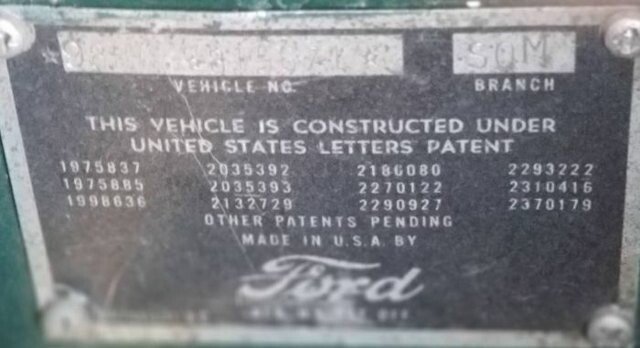 SOM
VEHICLE NO.
BRANCH
THIS VEHICLE IS CONSTRUCTED UNDER
UNITED STATES LETTERS PATENT
1975837 2035392 2186080 2293222
1975885 2035393 2270122 2310416
1998636 2132729 2290927 2370179
OTHER PATENTS PENDING
MADE IN U.S.A. BY
Ford